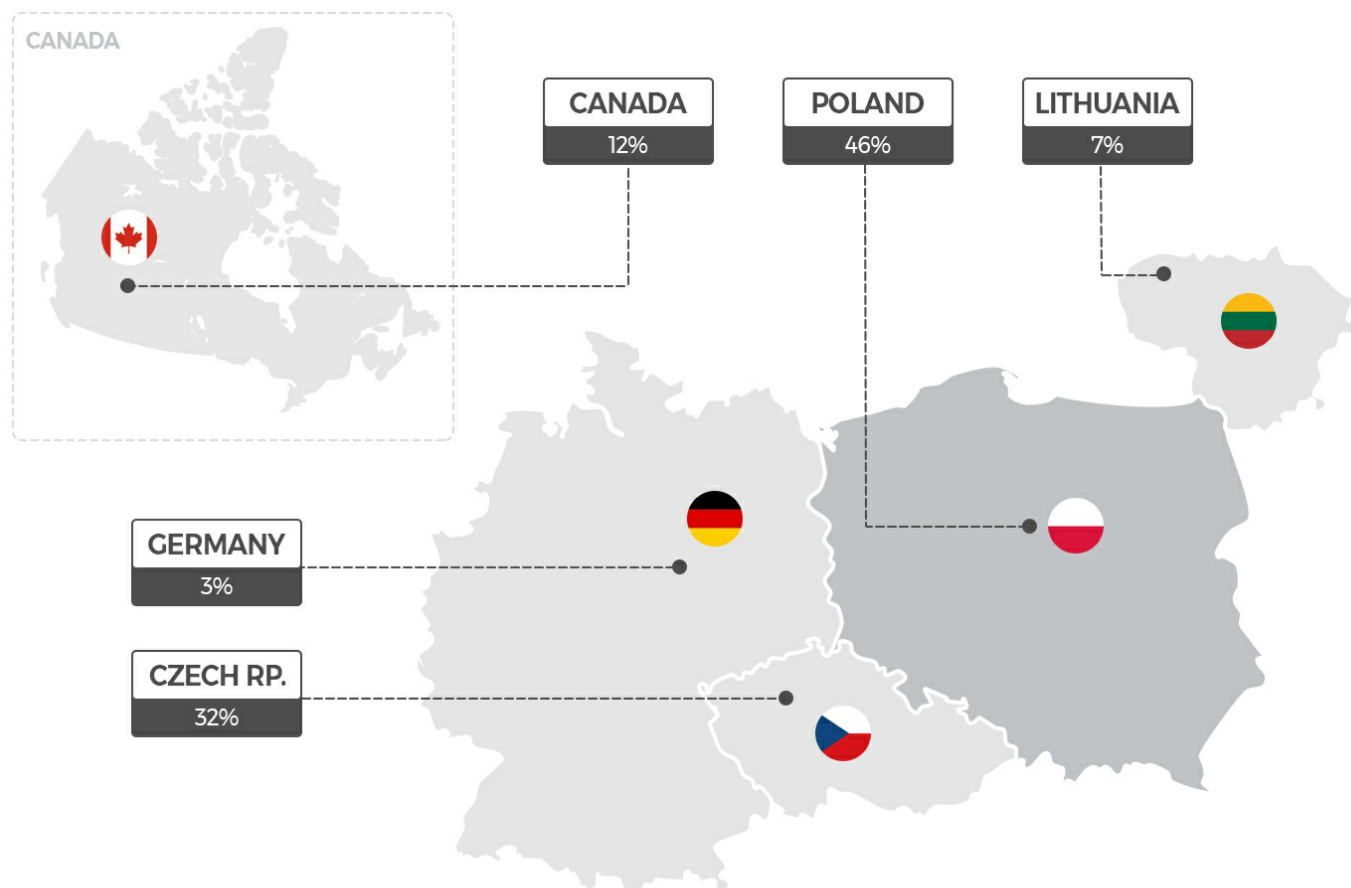 CANADA
CANADA
12%
POLAND
46%
LITHUANIA
7%
GERMANY
3%
CZECH RP.
32%